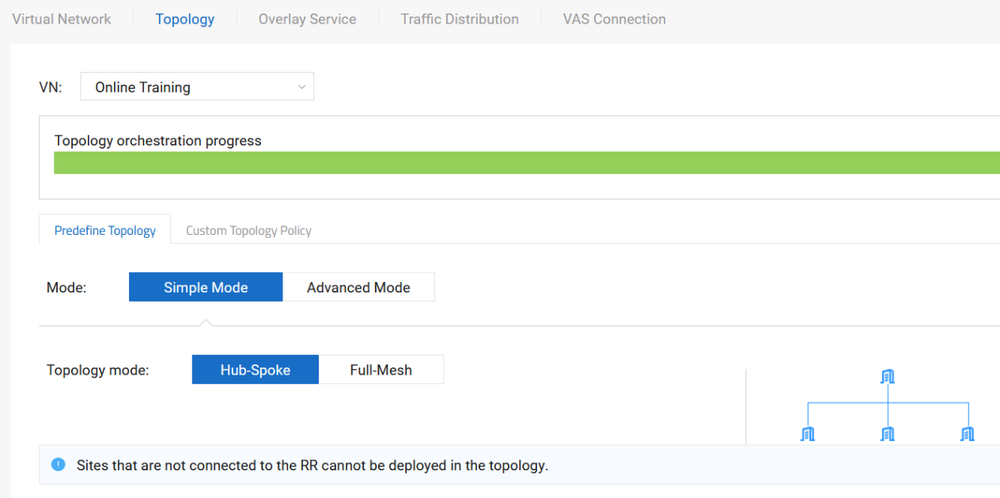 Virtual Network Topology Overlay Service Traffic Distribution VAS Connection
VN: Online Training
Topology orchestration progress
Predefine Topology Custom Topology Policy
Mode: Simple Mode Advanced Mode
Topology mode: Hub-Spoke Full-Mesh
Sites that are not connected to the RR cannot be deployed in the topology.